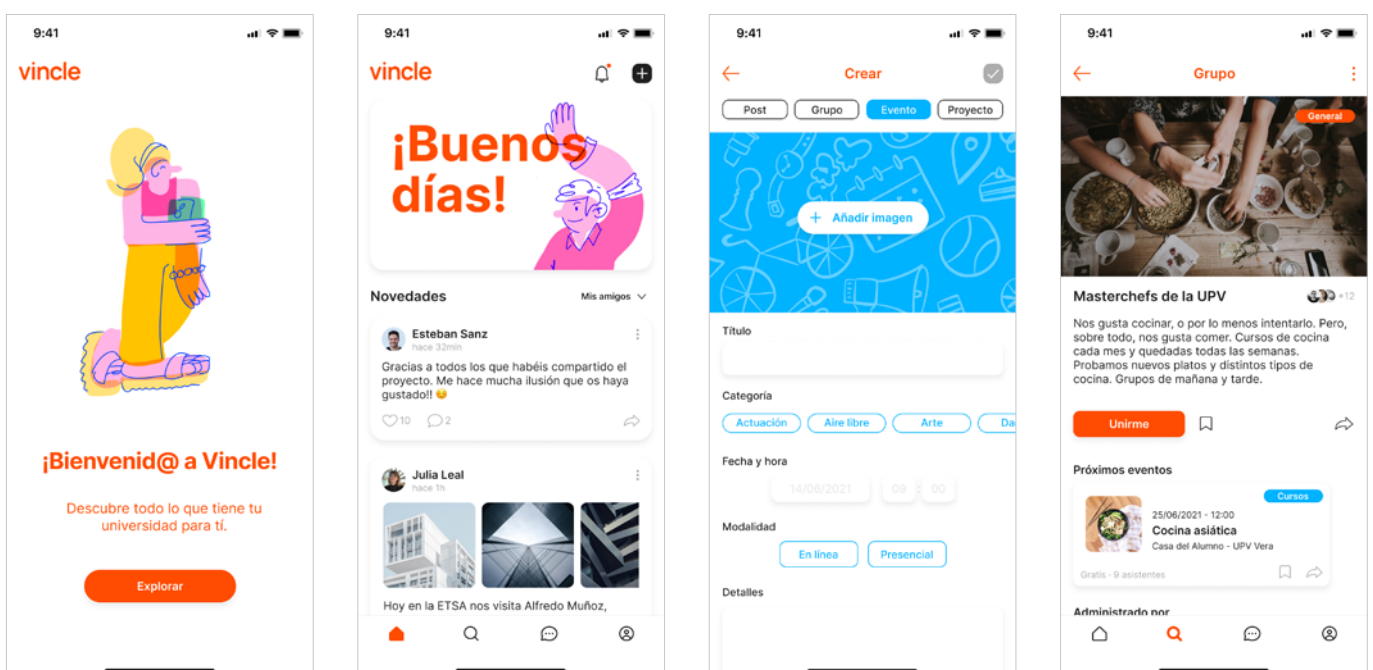 9:41
vincle
¡Bienvenid@ a Vincle!
Descubre todo lo que tiene tu
universidad para tí.
Explorar
9:41
vincle
¡Buenos
días!
Novedades
Mis amigos
Esteban Sanz
hace 32min
Gracias a todos los que habéis compartido el
proyecto. Me hace mucha ilusión que os haya
gustado!! 😉
10
2
Julia Leal
hace 1h
Hoy en la ETSA nos visita Alfredo Muñoz,
9:41
Crear
Post
Grupo
Evento
Proyecto
+ Añadir imagen
Título
Categoría
Actuación
Aire libre
Arte
Da
Fecha y hora
14/06/2021
09 : 00
Modalidad
En línea
Presencial
Detalles
9:41
Grupo
General
Masterchefs de la UPV
+12
Nos gusta cocinar, o por lo menos intentarlo. Pero,
sobre todo, nos gusta comer. Cursos de cocina
cada mes y quedadas todas las semanas.
Probamos nuevos platos y distintos tipos de
cocina. Grupos de mañana y tarde.
Unirme
Próximos eventos
Cursos
25/06/2021 - 12:00
Cocina asiática
Casa del Alumno - UPV Vera
Gratis - 9 asistentes
Administrado por